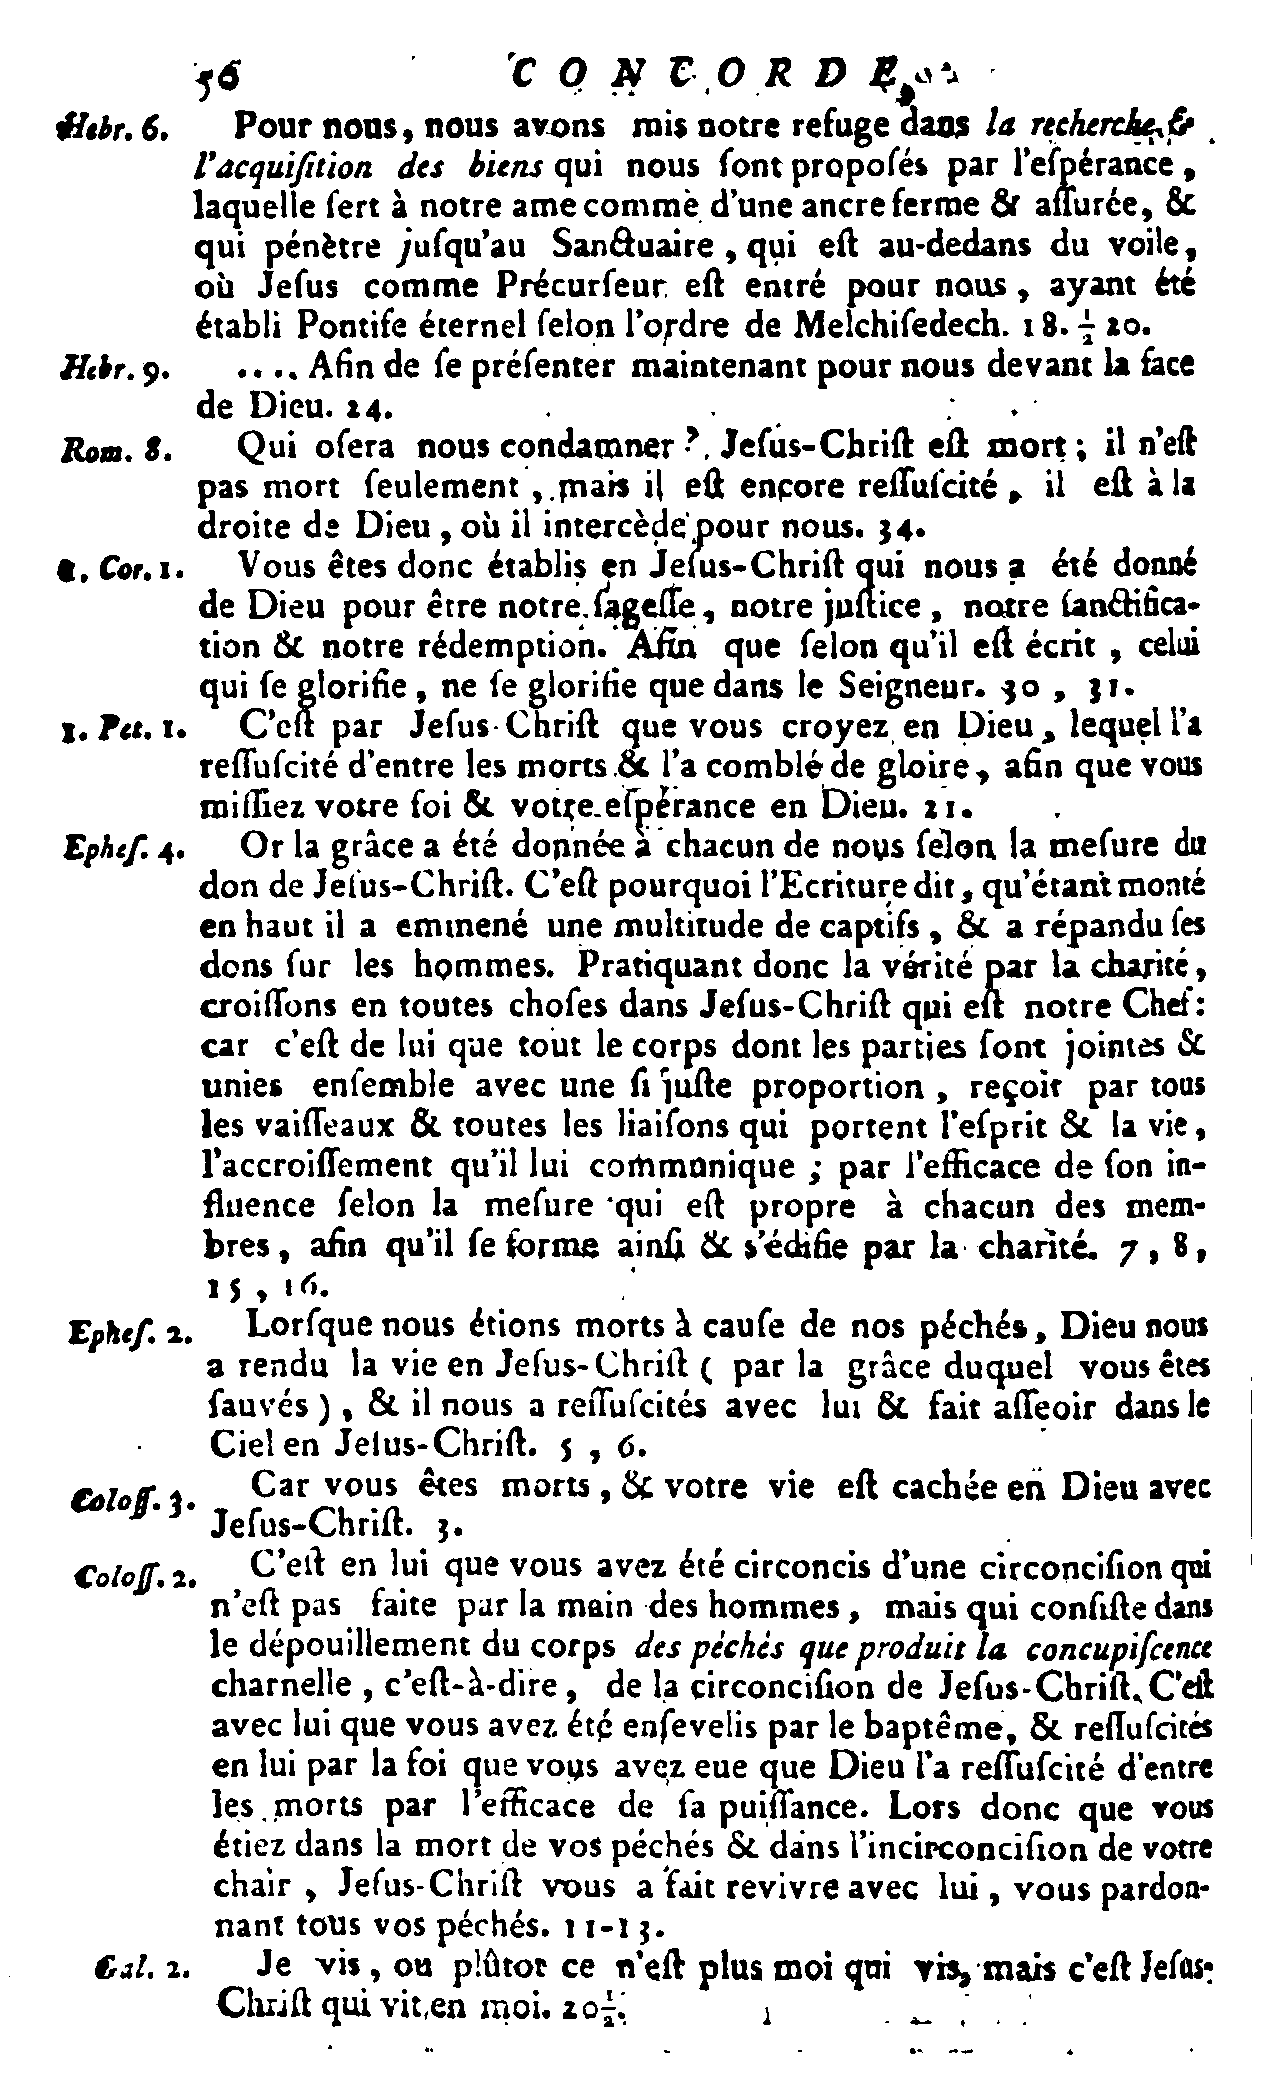 56 CONCORDE
Hebr. 6. Pour nous, nous avons mis notre refuge dans la recherche &
l'acquiſition des biens qui nous ſont propoſés par l'eſpérance,
laquelle ſert à notre ame comme d'une ancre ferme & aſſurée, &
qui pénètre juſqu'au Sanctuaire, qui eſt au-dedans du voile,
où Jeſus comme Précurſeur eſt entré pour nous, ayant été
établi Pontife éternel ſelon l'ordre de Melchiſedech. 18. ½ 20.
Hebr. 9. .... Afin de ſe préſenter maintenant pour nous devant la face
de Dieu. 24.
Rom. 8. Qui oſera nous condamner ? Jeſus-Chriſt eſt mort; il n'eſt
pas mort ſeulement, mais il eſt encore reſſuſcité, il eſt à la
droite de Dieu, où il intercède pour nous. 34.
1. Cor. 1. Vous êtes donc établis en Jeſus-Chriſt qui nous a été donné
de Dieu pour être notre ſageſſe, notre juſtice, notre ſanctifica-
tion & notre rédemption. Afin que ſelon qu'il eſt écrit, celui
qui ſe glorifie, ne ſe glorifie que dans le Seigneur. 30, 31.
1. Pet. 1. C'eſt par Jeſus-Chriſt que vous croyez en Dieu, lequel l'a
reſſuſcité d'entre les morts & l'a comblé de gloire, afin que vous
miſſiez votre foi & votre eſpérance en Dieu. 21.
Epheſ. 4. Or la grâce a été donnée à chacun de nous ſelon la meſure du
don de Jeſus-Chriſt. C'eſt pourquoi l'Ecriture dit, qu'étant monté
en haut il a emmené une multitude de captifs, & a répandu ſes
dons ſur les hommes. Pratiquant donc la vérité par la charité,
croiſſons en toutes choſes dans Jeſus-Chriſt qui eſt notre Chef:
car c'eſt de lui que tout le corps dont les parties ſont jointes &
unies enſemble avec une ſi juſte proportion, reçoit par tous
les vaiſſeaux & toutes les liaiſons qui portent l'eſprit & la vie,
l'accroiſſement qu'il lui communique; par l'efficace de ſon in-
fluence ſelon la meſure qui eſt propre à chacun des mem-
bres, afin qu'il ſe forme ainſi & s'édifie par la charité. 7, 8,
15, 16.
Epheſ. 2. Lorſque nous étions morts à cauſe de nos péchés, Dieu nous
a rendu la vie en Jeſus-Chriſt ( par la grâce duquel vous êtes
ſauvés ), & il nous a reſſuſcités avec lui & fait aſſeoir dans le
Ciel en Jeſus-Chriſt. 5, 6.
Coloſſ. 3. Car vous êtes morts, & votre vie eſt cachée en Dieu avec
Jeſus-Chriſt. 3.
Coloſſ. 2. C'eſt en lui que vous avez été circoncis d'une circonciſion qui
n'eſt pas faite par la main des hommes, mais qui conſiſte dans
le dépouillement du corps des péchés que produit la concupiſcence
charnelle, c'eſt-à-dire, de la circonciſion de Jeſus-Chriſt. C'eſt
avec lui que vous avez été enſevelis par le baptême, & reſſuſcités
en lui par la foi que vous avez eue que Dieu l'a reſſuſcité d'entre
les morts par l'efficace de ſa puiſſance. Lors donc que vous
étiez dans la mort de vos péchés & dans l'incirconciſion de votre
chair, Jeſus-Chriſt vous a fait revivre avec lui, vous pardon-
nant tous vos péchés. 11-13.
Gal. 2. Je vis, ou plûtot ce n'eſt plus moi qui vis, mais c'eſt Jeſus-
Chriſt qui vit en moi. 20½.